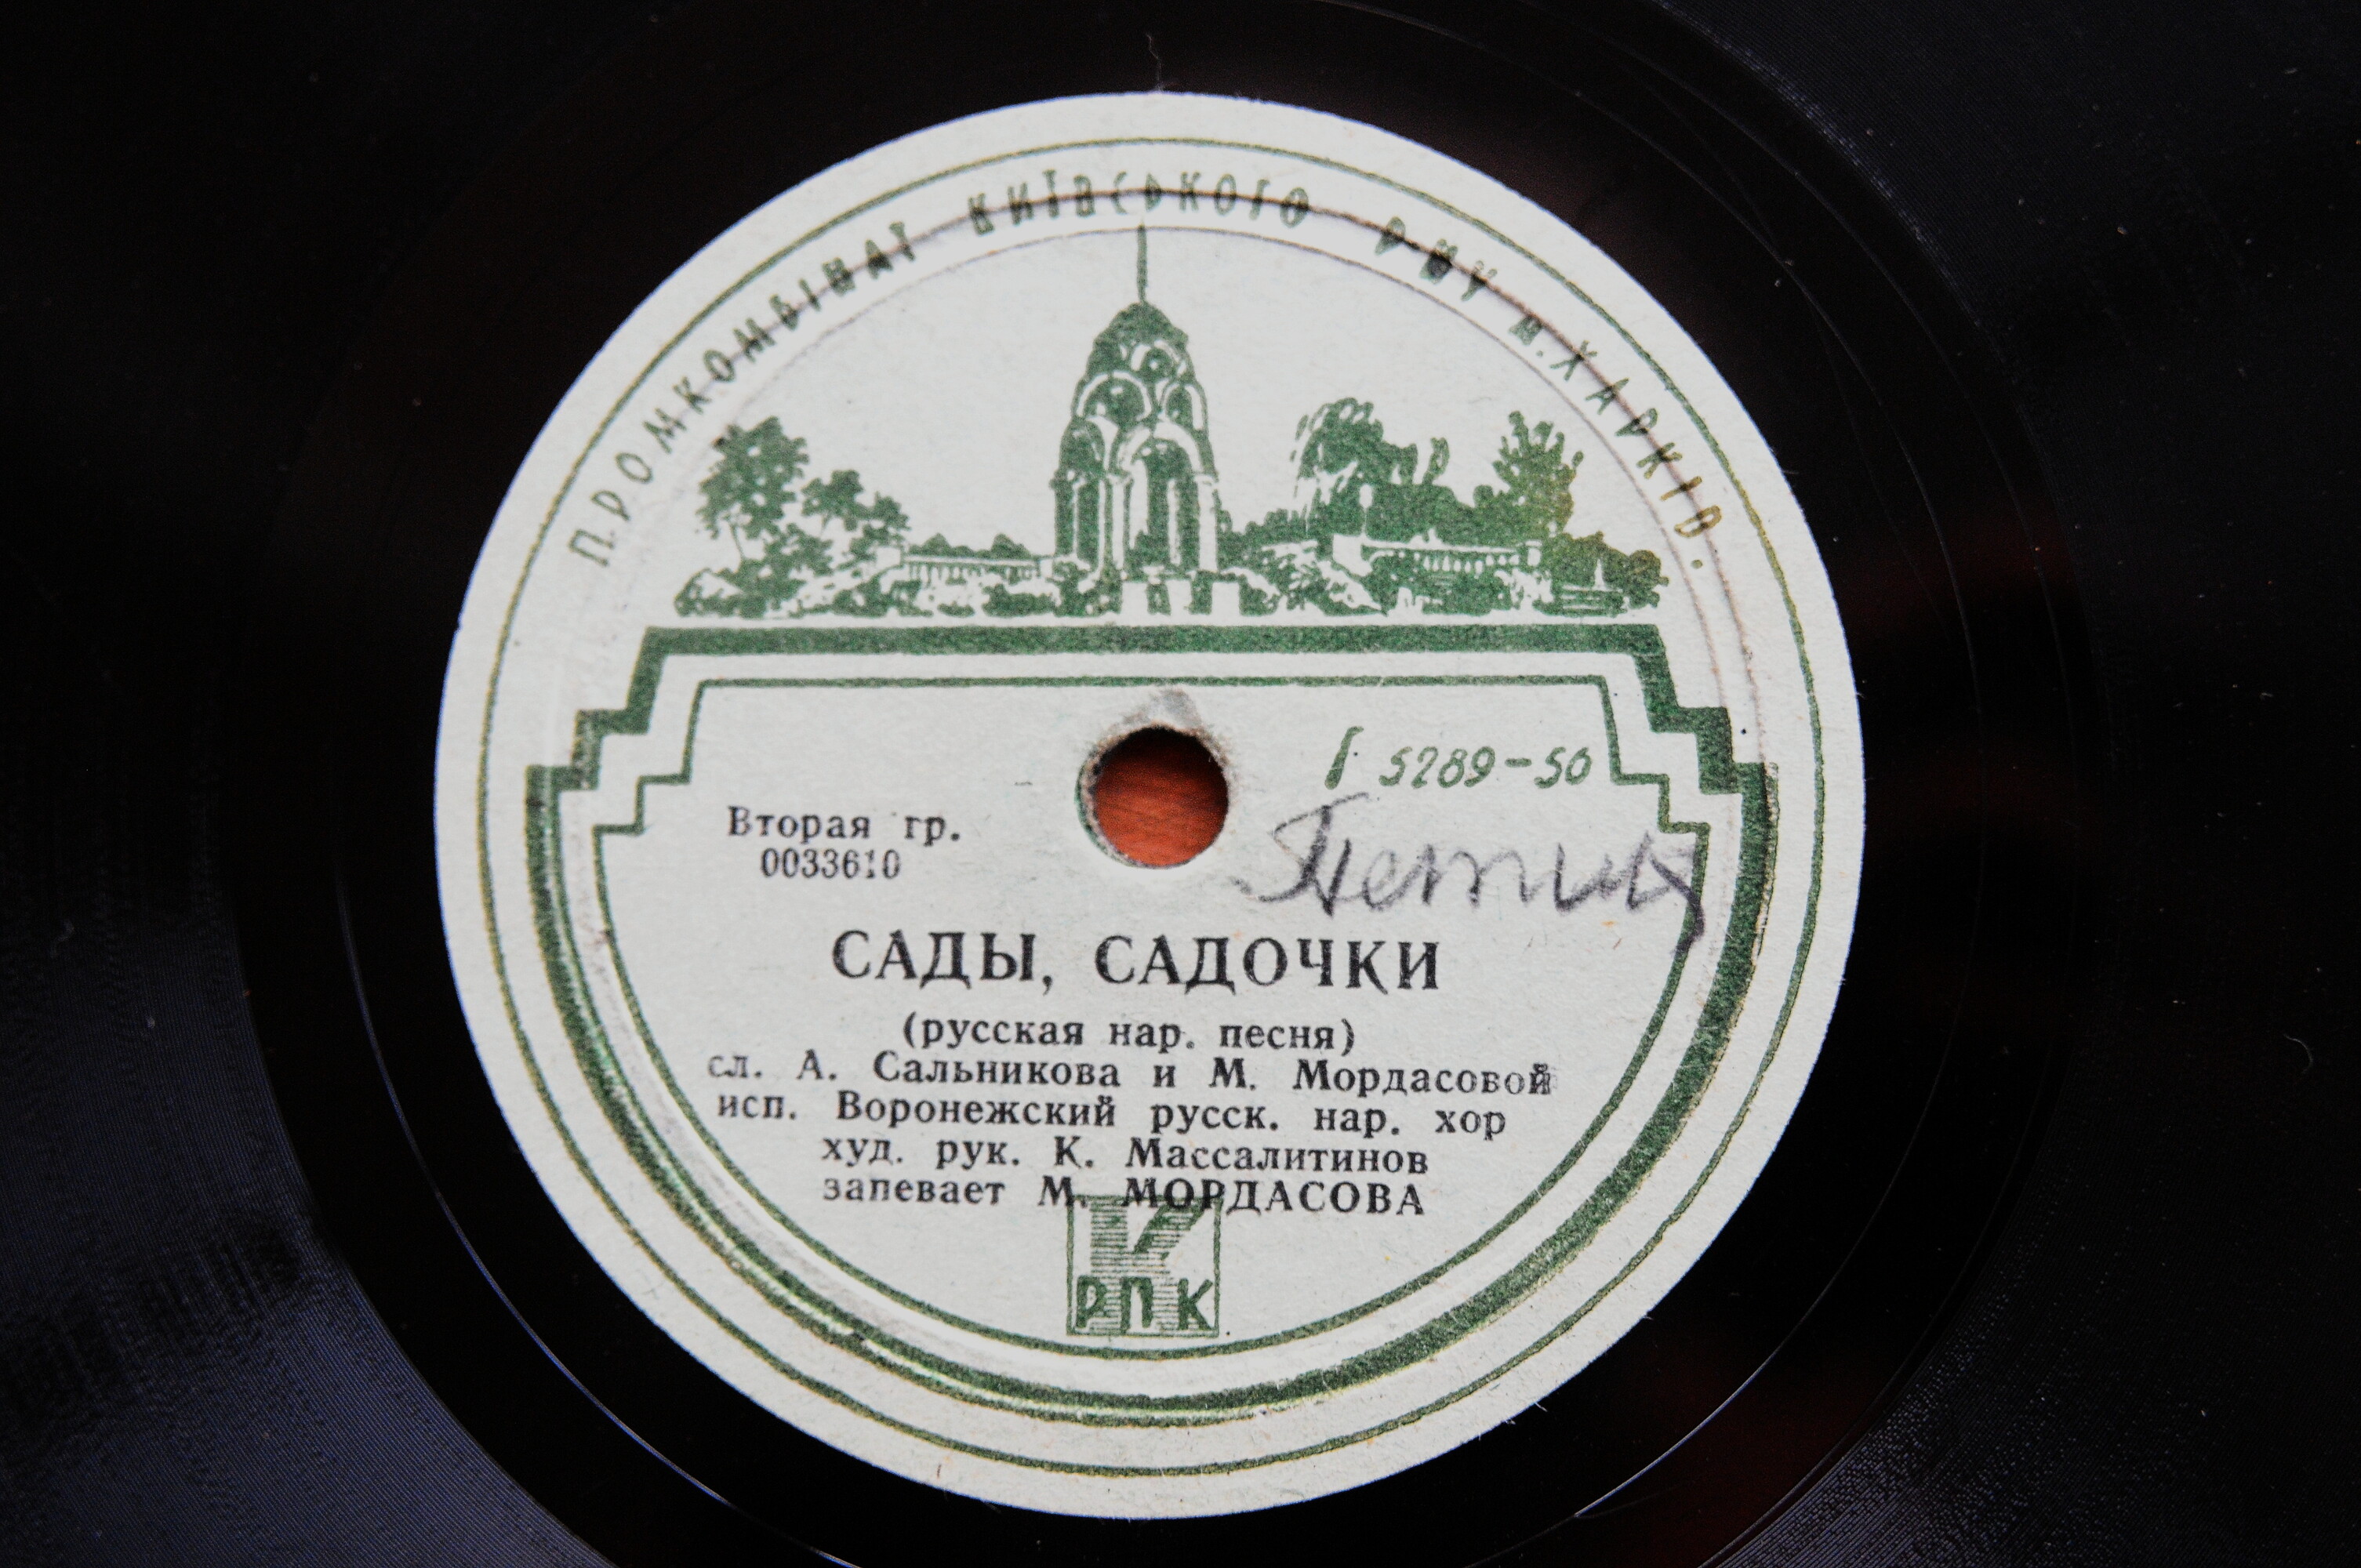 ПРОМКОМБІНАТ КИЇВСЬКОГО РМУ М. ХАРКІВ.
Г 5289-50
Вторая гр.
0033610
САДЫ, САДОЧКИ
(русская нар. песня)
сл. А. Сальникова и М. Мордасовой
исп. Воронежский русск. нар. хор
худ. рук. К. Массалитинов
запевает М. МОРДАСОВА
РПК